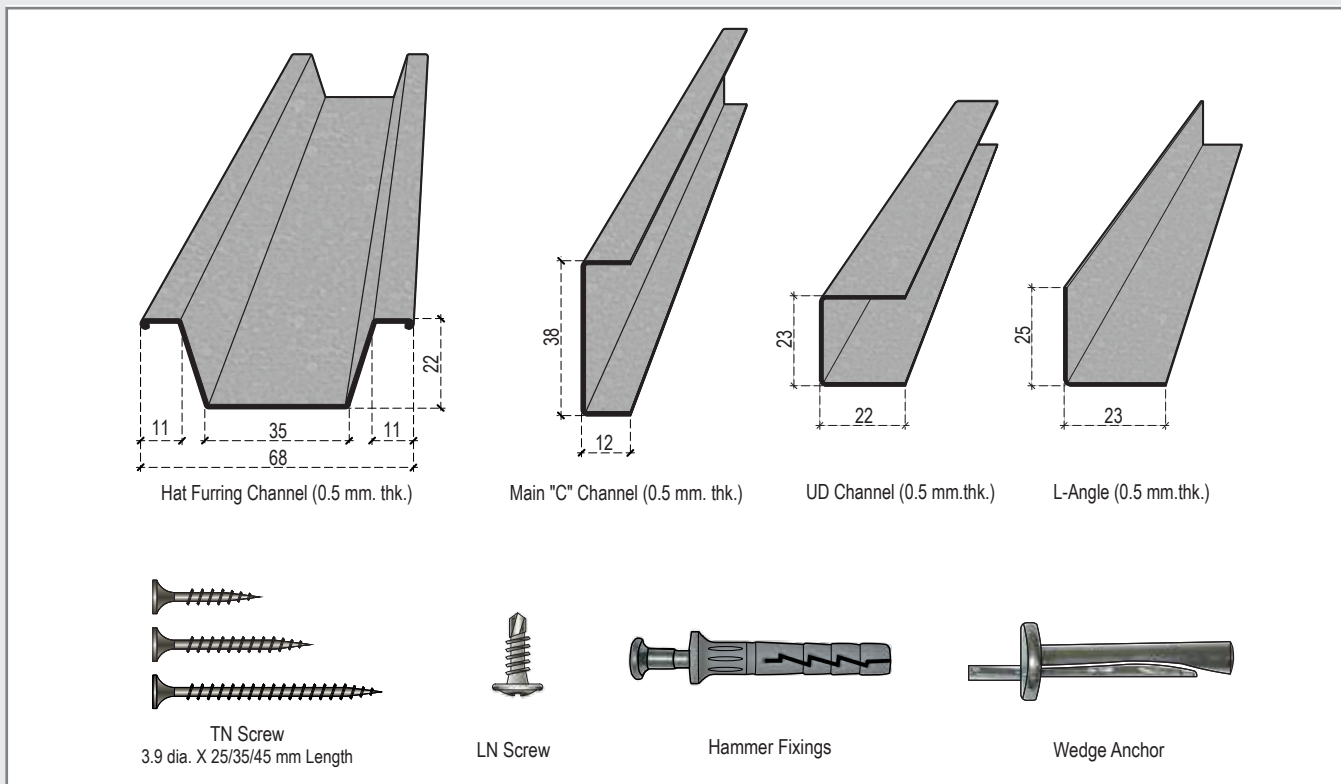 22
11
35
11
68
Hat Furring Channel (0.5 mm. thk.)
38
12
Main "C" Channel (0.5 mm. thk.)
23
22
UD Channel (0.5 mm.thk.)
25
23
L-Angle (0.5 mm.thk.)
TN Screw
3.9 dia. X 25/35/45 mm Length
LN Screw
Hammer Fixings
Wedge Anchor